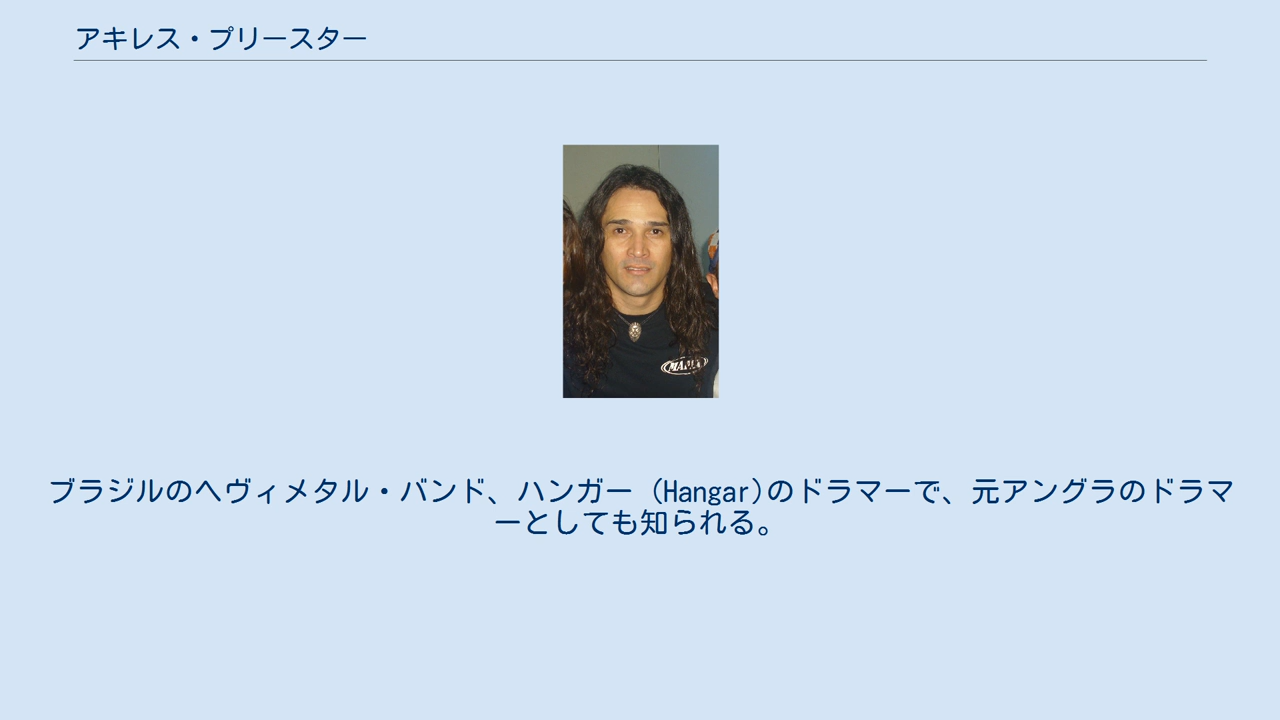 アキレス・プリースター
ブラジルのヘヴィメタル・バンド、ハンガー (Hangar)のドラマーで、元アングラのドラマ
ーとしても知られる。